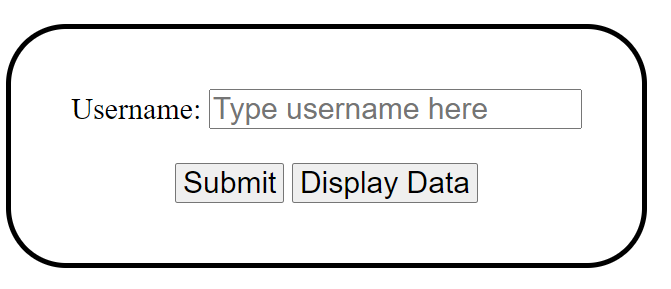 Username: Type username here
Submit Display Data